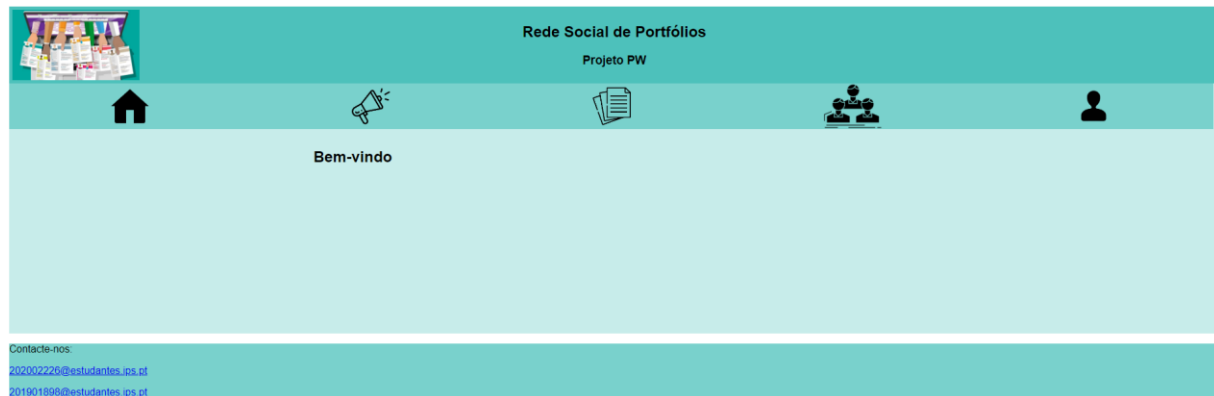 Rede Social de Portfólios
Projeto PW
Bem-vindo
Contacte-nos:
202002226@estudantes.ips.pt
201901898@estudantes.ips.pt